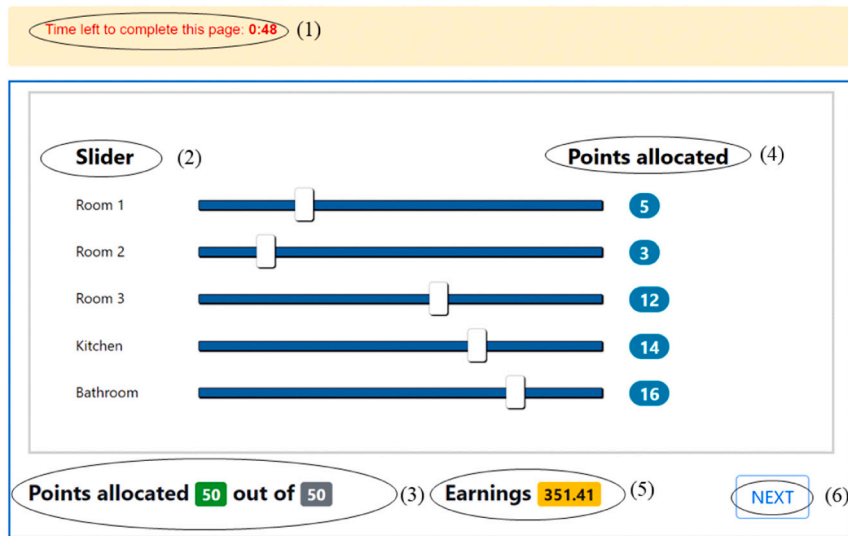 Time left to complete this page: 0:48 (1)
Slider (2) Points allocated (4)
Room 1 5
Room 2 3
Room 3 12
Kitchen 14
Bathroom 16
Points allocated 50 out of 50 (3) Earnings 351.41 (5) NEXT (6)